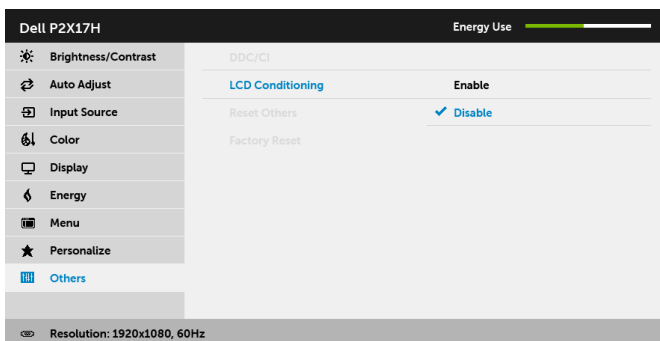 Dell P2X17H Energy Use
Brightness/Contrast DDC/CI
Auto Adjust LCD Conditioning Enable
Input Source Reset Others Disable
Color Factory Reset
Display
Energy
Menu
Personalize
Others
Resolution: 1920x1080, 60Hz